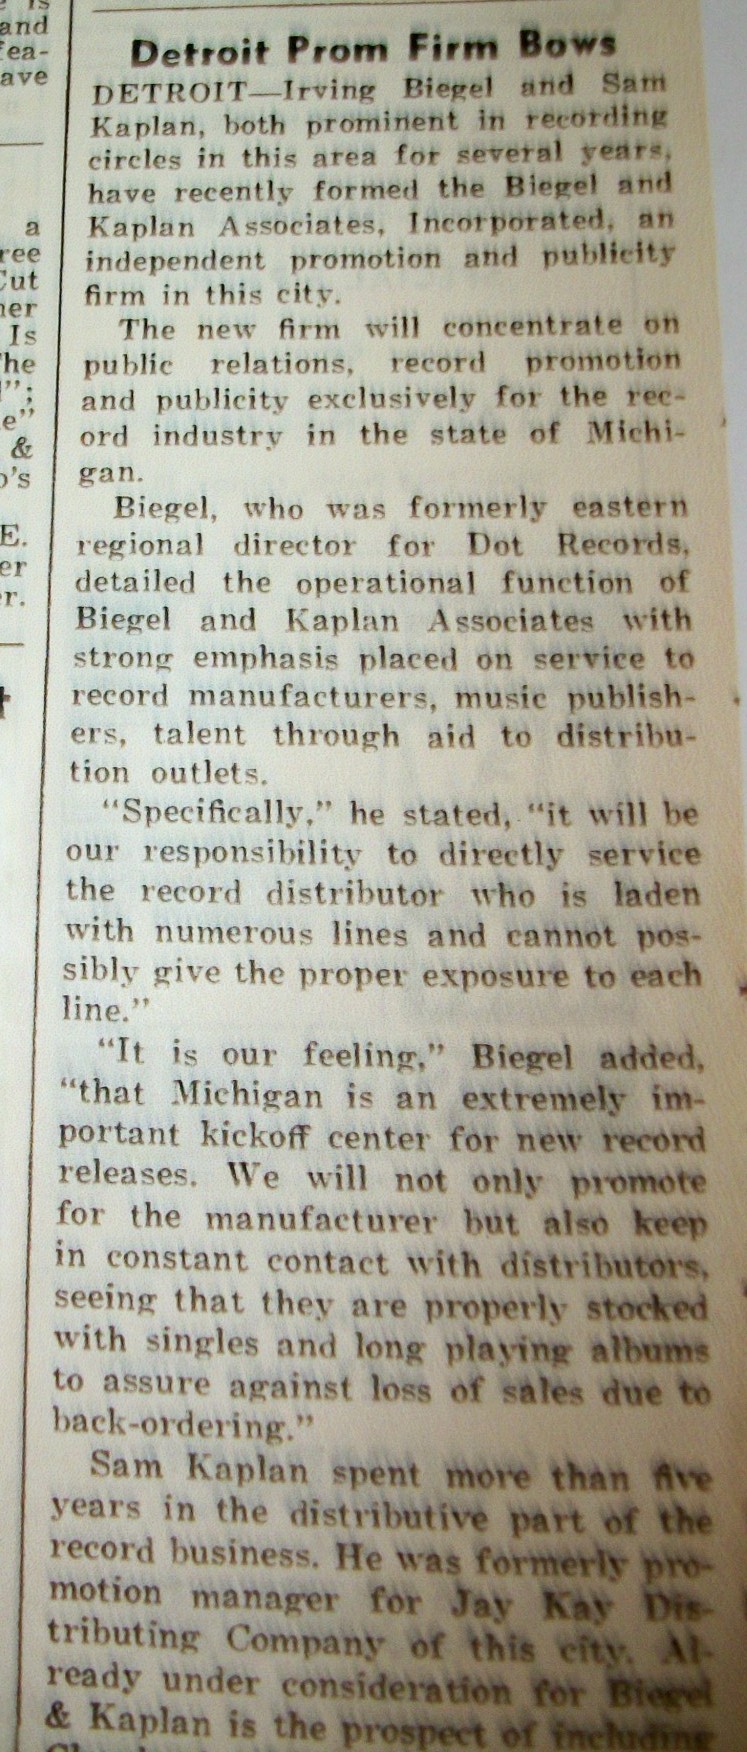 and
fea-
ave
a
ree
Cut
her
Is
The
l";
e"
&
o's
E.
er
er.
Detroit Prom Firm Bows
DETROIT—Irving Biegel and Sam
Kaplan, both prominent in recording
circles in this area for several years,
have recently formed the Biegel and
Kaplan Associates, Incorporated, an
independent promotion and publicity
firm in this city.
The new firm will concentrate on
public relations, record promotion
and publicity exclusively for the rec-
ord industry in the state of Michi-
gan.
Biegel, who was formerly eastern
regional director for Dot Records,
detailed the operational function of
Biegel and Kaplan Associates with
strong emphasis placed on service to
record manufacturers, music publish-
ers, talent through aid to distribu-
tion outlets.
"Specifically," he stated, "it will be
our responsibility to directly service
the record distributor who is laden
with numerous lines and cannot pos-
sibly give the proper exposure to each
line."
"It is our feeling," Biegel added,
"that Michigan is an extremely im-
portant kickoff center for new record
releases. We will not only promote
for the manufacturer but also keep
in constant contact with distributors,
seeing that they are properly stocked
with singles and long playing albums
to assure against loss of sales due to
back-ordering."
Sam Kaplan spent more than five
years in the distributive part of the
record business. He was formerly pro-
motion manager for Jay Kay Dis-
tributing Company of this city. Al-
ready under consideration for Biegel
& Kaplan is the prospect of including